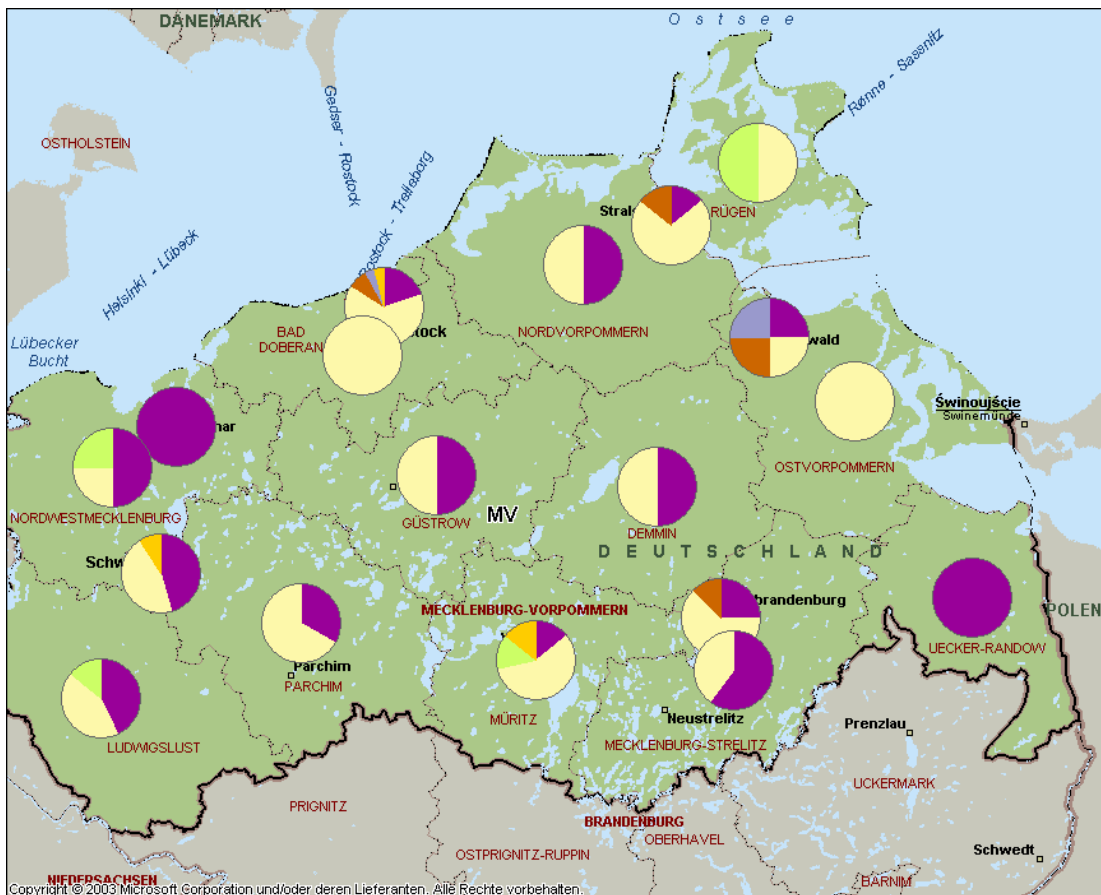 O s t s e e
DÄNEMARK
Gedser - Rostock
Rønne - Sassnitz
OSTHOLSTEIN
Rostock - Trelleborg
Helsinki - Lübeck
Stral
RÜGEN
BAD
DOBERAN
stock
NORDVORPOMMERN
wald
Lübecker
Bucht
Świnoujście
Swinemünde
mar
OSTVORPOMMERN
NORDWESTMECKLENBURG
GÜSTROW
MV
DEMMIN
D E U T S C H L A N D
Schw
MECKLENBURG-VORPOMMERN
brandenburg
POLEN
UECKER-RANDOW
Parchim
PARCHIM
MÜRITZ
Neustrelitz
MECKLENBURG-STRELITZ
LUDWIGSLUST
Prenzlau
UCKERMARK
PRIGNITZ
BRANDENBURG
OBERHAVEL
OSTPRIGNITZ-RUPPIN
Schwedt
NIEDERSACHSEN
BARNIM
Copyright © 2003 Microsoft Corporation und/oder deren Lieferanten. Alle Rechte vorbehalten.